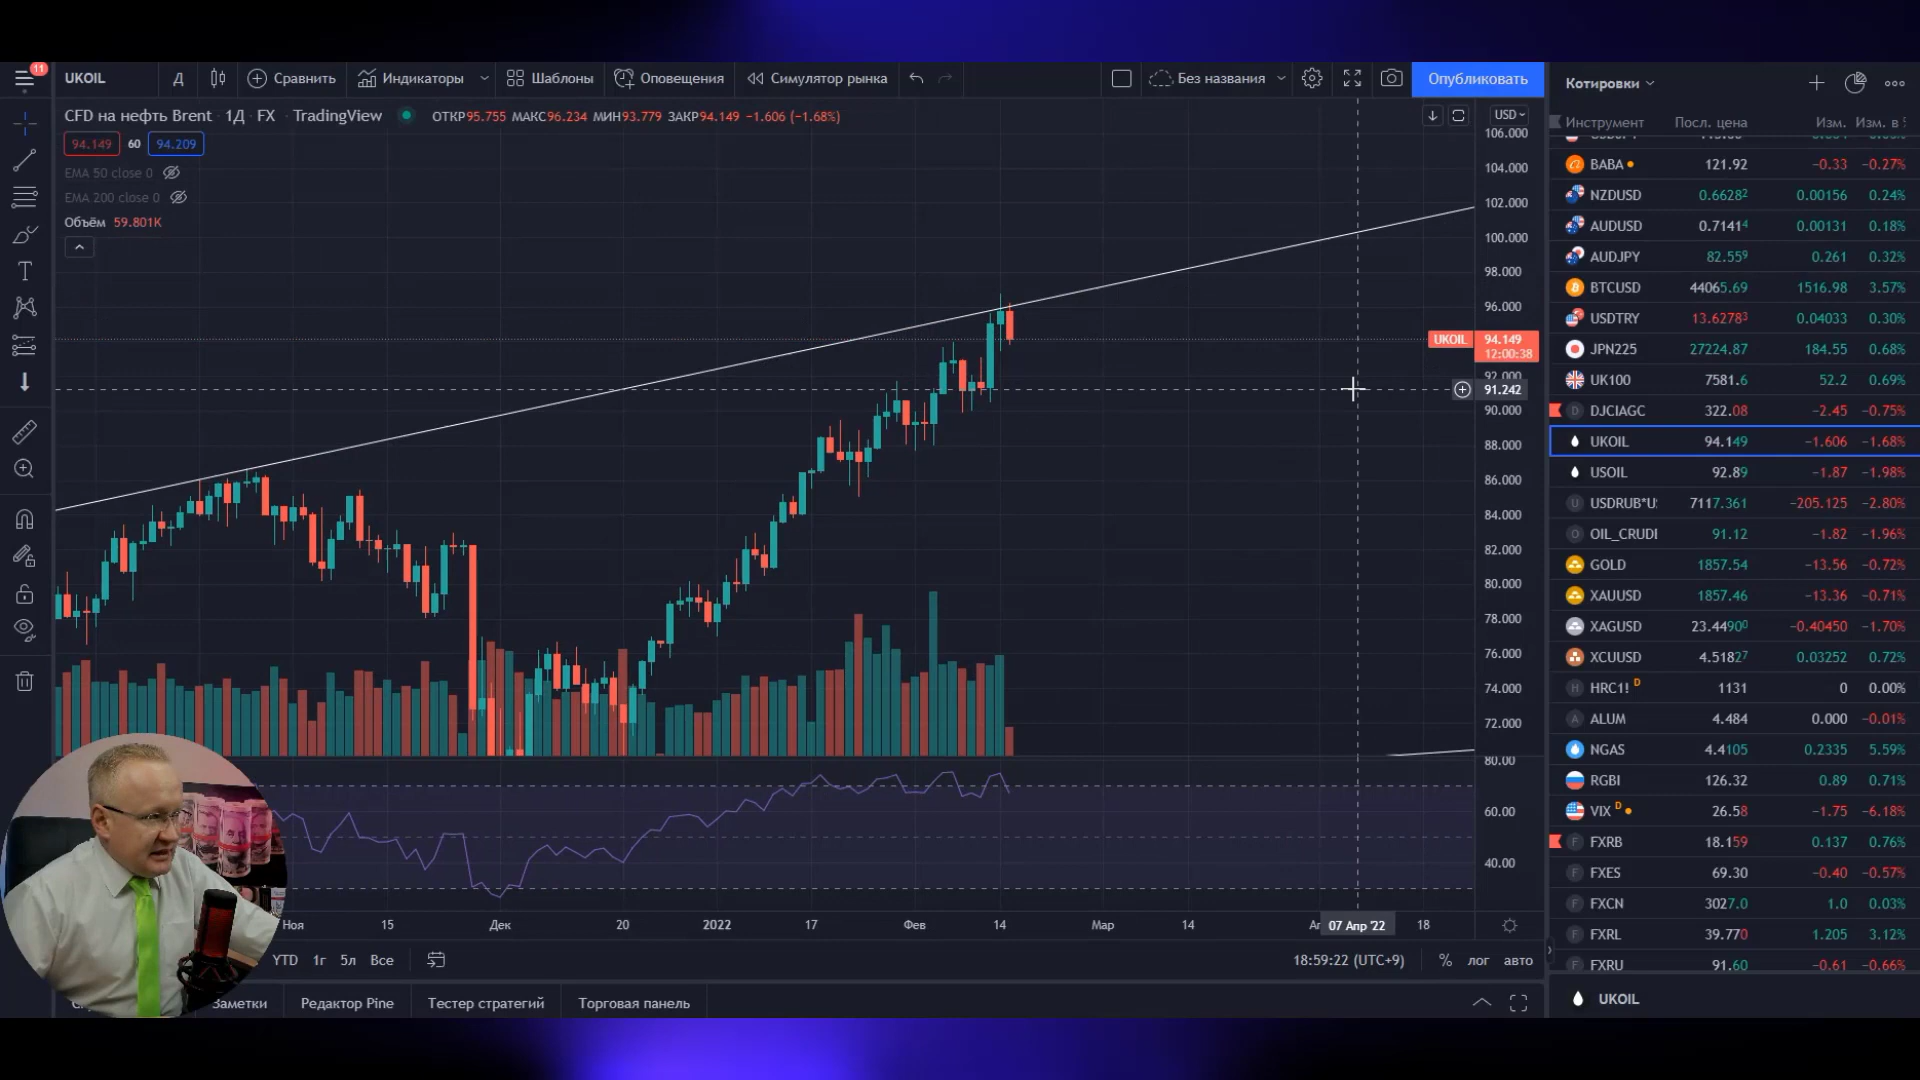 11
UKOIL Д Сравнить Индикаторы Шаблоны Оповещения Симулятор рынка Без названия Опубликовать
CFD на нефть Brent · 1Д · FX · TradingView ОТКР95.755 МАКС96.234 МИН93.779 ЗАКР94.149 −1.606 (−1.68%)
94.149 60 94.209
EMA 50 close 0
EMA 200 close 0
Объём 59.801K
USD
106.000
104.000
102.000
100.000
98.000
96.000
UKOIL 94.149
12:00:38
92.000
91.242
90.000
88.000
86.000
84.000
82.000
80.000
78.000
76.000
74.000
72.000
80.00
60.00
40.00
Ноя 15 Дек 20 2022 17 Фев 14 Мар 14 07 Апр '22 18
YTD 1г 5л Все
18:59:22 (UTC+9) % лог авто
Заметки Редактор Pine Тестер стратегий Торговая панель
Котировки
Инструмент Посл. цена Изм. Изм. в
BABA 121.92 −0.33 −0.27%
NZDUSD 0.66282 0.00156 0.24%
AUDUSD 0.71414 0.00131 0.18%
AUDJPY 82.559 0.261 0.32%
BTCUSD 44065.69 1516.98 3.57%
USDTRY 13.62783 0.04033 0.30%
JPN225 27224.87 184.55 0.68%
UK100 7581.6 52.2 0.69%
D DJCIAGC 322.08 −2.45 −0.75%
UKOIL 94.149 −1.606 −1.68%
USOIL 92.89 −1.87 −1.98%
U USDRUB*U 7117.361 −205.125 −2.80%
D OIL_CRUDI 91.12 −1.82 −1.96%
GOLD 1857.54 −13.56 −0.72%
XAUUSD 1857.46 −13.36 −0.71%
XAGUSD 23.44900 −0.40450 −1.70%
XCUUSD 4.51827 0.03252 0.72%
H HRC1! D 1131 0 0.00%
A ALUM 4.484 0.000 −0.01%
NGAS 4.4105 0.2335 5.59%
RGBI 126.32 0.89 0.71%
VIX D 26.58 −1.75 −6.18%
F FXRB 18.159 0.137 0.76%
F FXES 69.30 −0.40 −0.57%
F FXCN 3027.0 1.0 0.03%
F FXRL 39.770 1.205 3.12%
F FXRU 91.60 −0.61 −0.66%
UKOIL